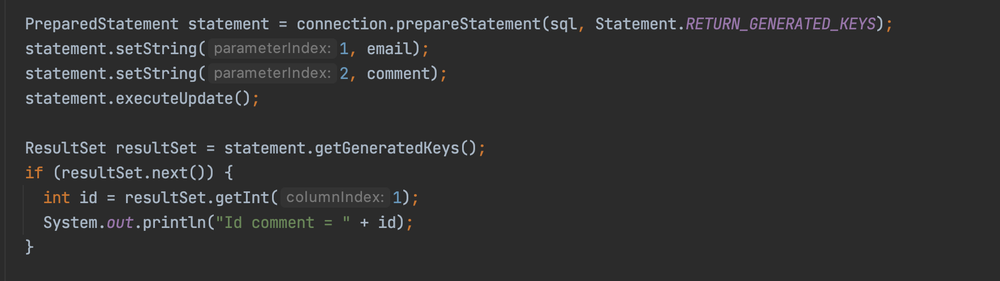 PreparedStatement statement = connection.prepareStatement(sql, Statement.RETURN_GENERATED_KEYS);
statement.setString( parameterIndex: 1, email);
statement.setString( parameterIndex: 2, comment);
statement.executeUpdate();

ResultSet resultSet = statement.getGeneratedKeys();
if (resultSet.next()) {
  int id = resultSet.getInt( columnIndex: 1);
  System.out.println("Id comment = " + id);
}